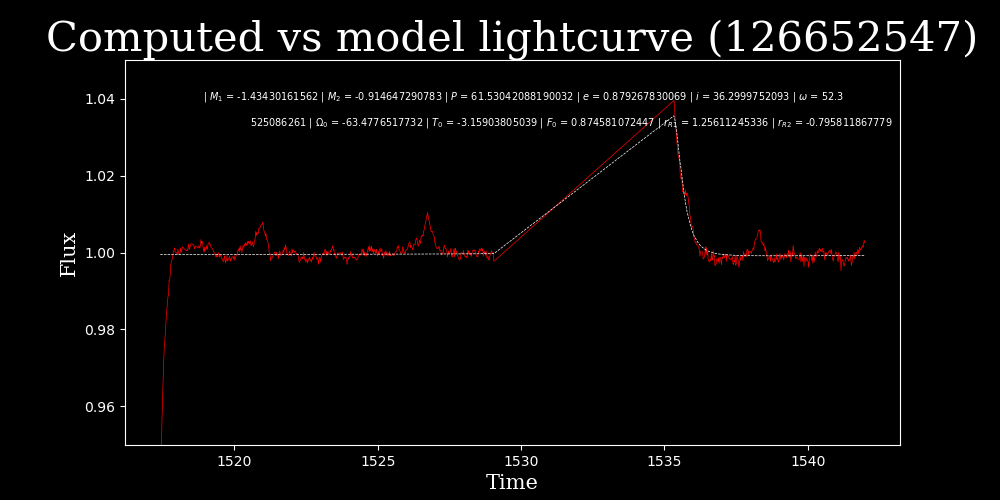 Computed vs model lightcurve (126652547)
| M₁ = -1.43430161562 | M₂ = -0.914647290783 | P = 61.53042088190032 | e = 0.879267830069 | i = 36.2999752093 | ω = 52.3
525086261 | Ω₀ = -63.4776517732 | T₀ = -3.15903805039 | F₀ = 0.874581072447 | r_R1 = 1.25611245336 | r_R2 = -0.795811867779
1.04
1.02
1.00
0.98
0.96
Flux
1520 1525 1530 1535 1540
Time